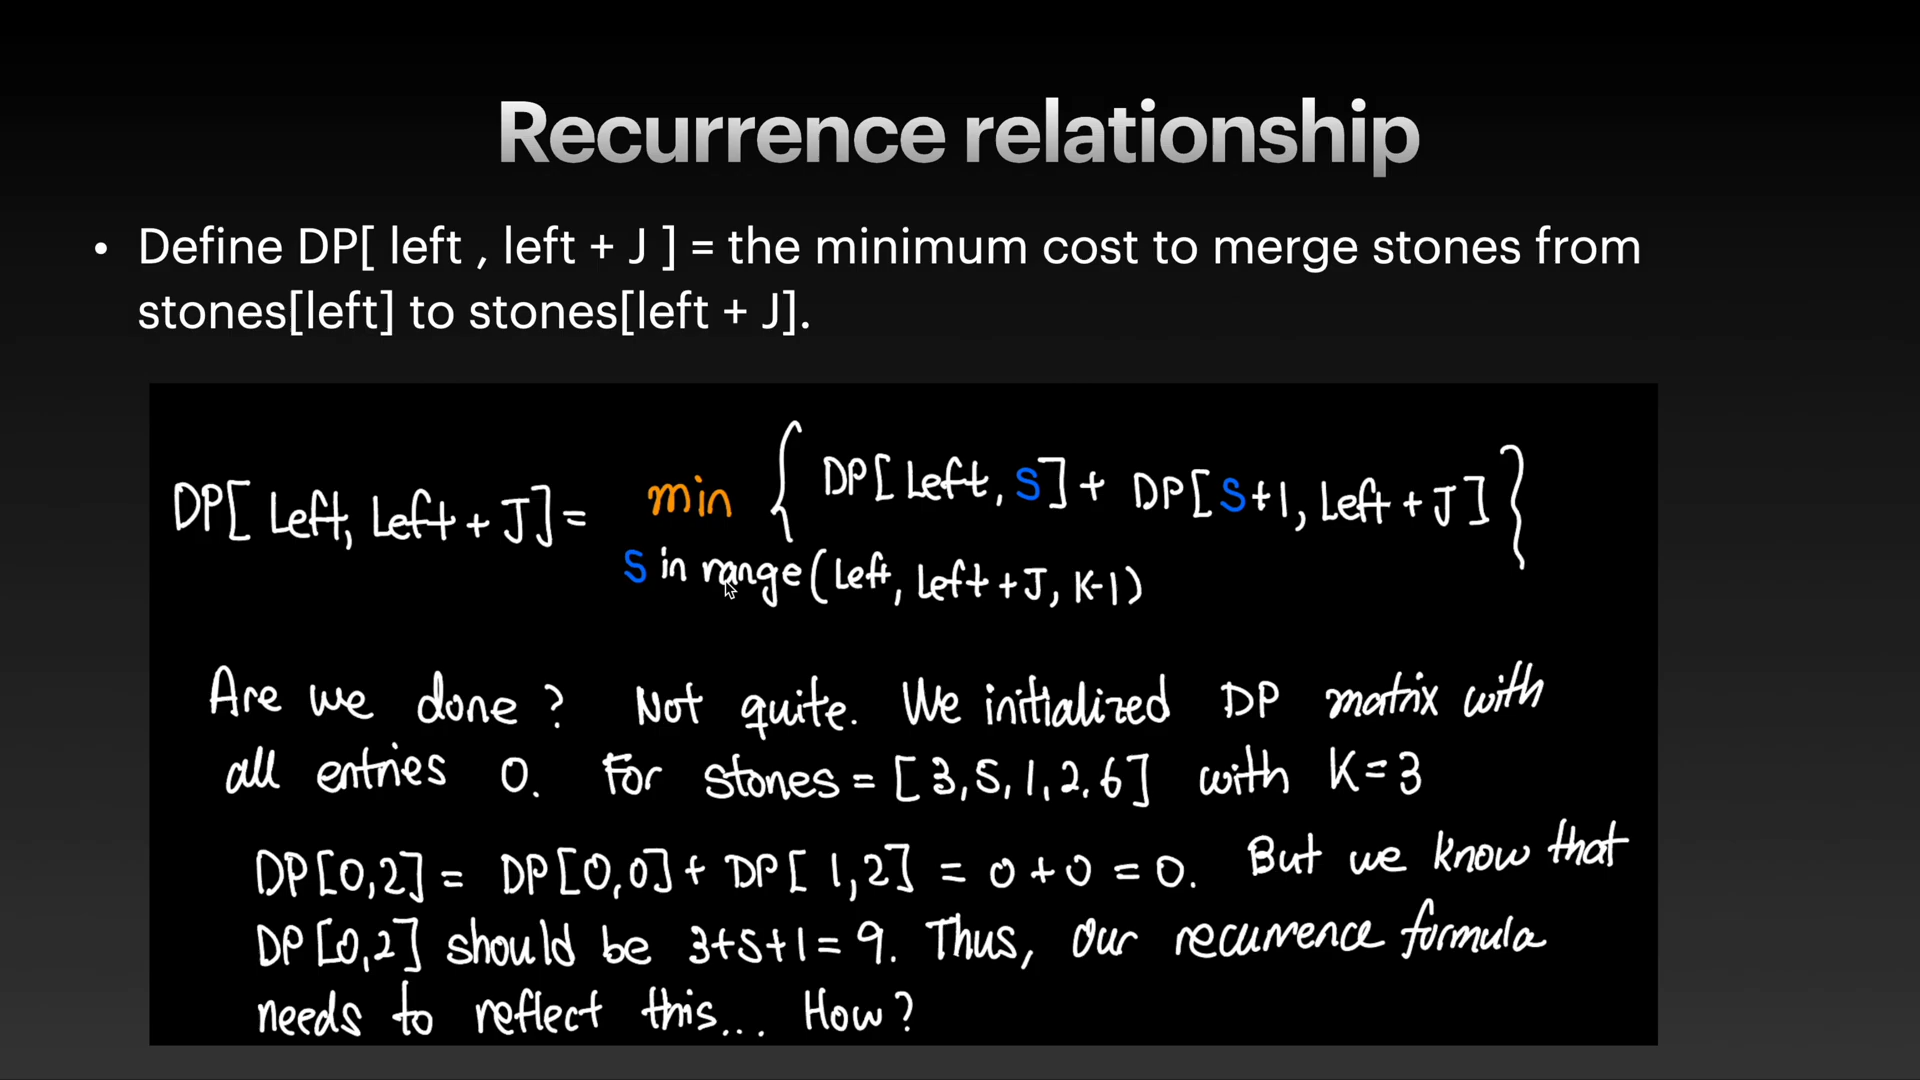 Recurrence relationship
• Define DP[ left , left + J ] = the minimum cost to merge stones from
stones[left] to stones[left + J].
DP[ Left, Left + J ] = min { DP[ Left, S ] + DP[ S+1, Left + J ] }
S in range(Left, Left + J, K-1)
Are we done? Not quite. We initialized DP matrix with
all entries 0. For stones = [3,5,1,2,6] with K=3
DP[0,2] = DP[0,0] + DP[1,2] = 0 + 0 = 0. But we know that
DP[0,2] should be 3+5+1=9. Thus, our recurrence formula
needs to reflect this... How?